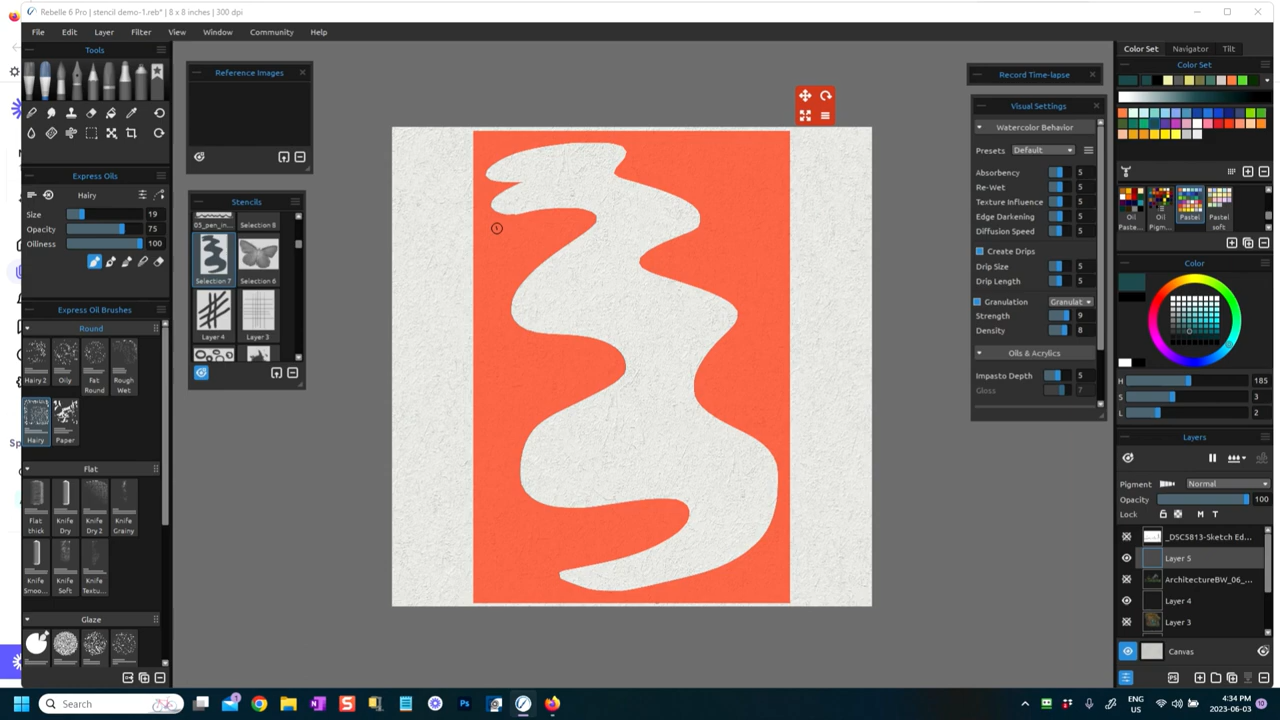 Rebelle 6 Pro | stencil demo-1.reb* | 8 x 8 inches | 300 dpi
File Edit Layer Filter View Window Community Help
Tools
Express Oils
Hairy
Size 19
Opacity 75
Oiliness 100
Express Oil Brushes
Round
Hairy 2 Oily Fat Round Rough Wet
Hairy Paper
Flat
Flat thick Knife Dry Knife Dry 2 Knife Grainy
Knife Smoo... Knife Soft Knife Textu...
Glaze
Reference Images
Stencils
05_pen_in... Selection 8
Selection 7 Selection 6
Layer 4 Layer 3
Record Time-lapse
Visual Settings
Watercolor Behavior
Presets Default
Absorbency 5
Re-Wet 5
Texture Influence 5
Edge Darkening 5
Diffusion Speed 5
Create Drips
Drip Size 5
Drip Length 5
Granulation Granulat
Strength 9
Density 8
Oils & Acrylics
Impasto Depth 5
Gloss 7
Color Set Navigator Tilt
Color Set
Oil Paste... Oil Pigm... Pastel Pastel soft
Color
H 185
S 3
L 2
Layers
Pigment Normal
Opacity 100
Lock M T
_DSC5813-Sketch Ed...
Layer 5
ArchitectureBW_06_...
Layer 4
Layer 3
Canvas
Search
ENG
US
4:34 PM
2023-06-03